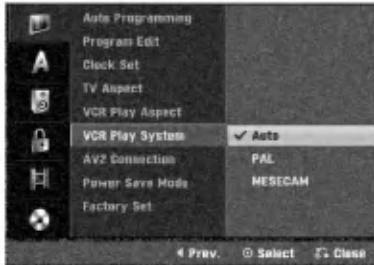 Auto Programming
Program Edit
Clock Set
TV Aspect
VCR Play Aspect
VCR Play System ✓ Auto
AV2 Connection PAL
Power Save Mode MESECAM
Factory Set
Prev. Select Close